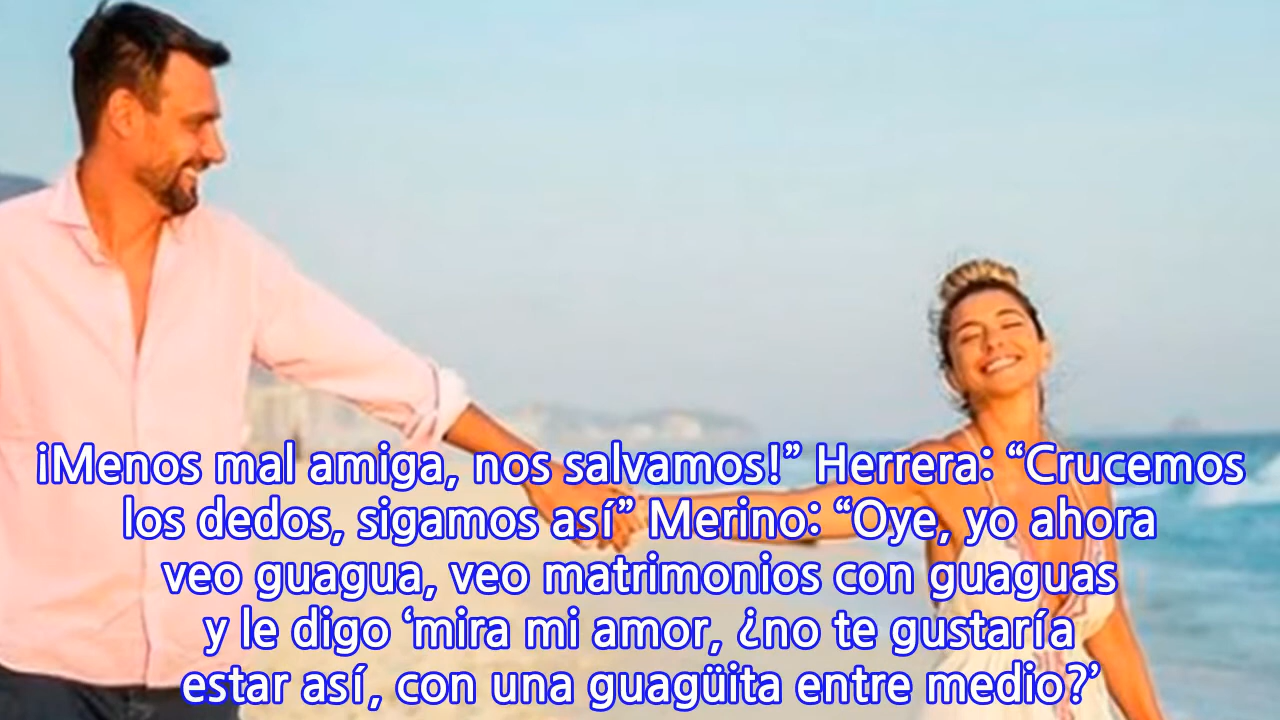 ¡Menos mal amiga, nos salvamos!” Herrera: “Crucemos
los dedos, sigamos así” Merino: “Oye, yo ahora
veo guagua, veo matrimonios con guaguas
y le digo ‘mira mi amor, ¿no te gustaría
estar así, con una guagüita entre medio?’